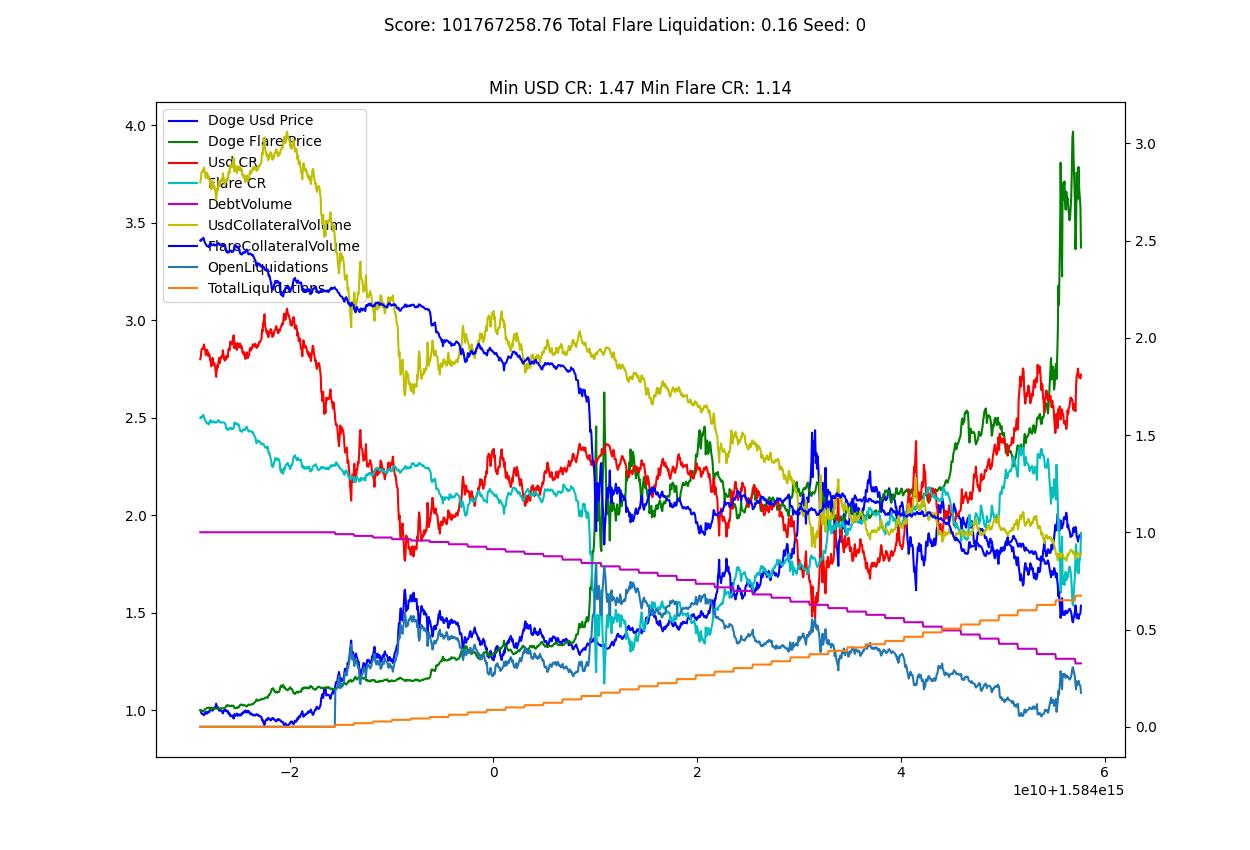 Score: 101767258.76 Total Flare Liquidation: 0.16 Seed: 0
Min USD CR: 1.47 Min Flare CR: 1.14
Doge Usd Price
Doge Flare Price
Usd CR
Flare CR
DebtVolume
UsdCollateralVolume
FlareCollateralVolume
OpenLiquidations
TotalLiquidations
4.0
3.5
3.0
2.5
2.0
1.5
1.0
3.0
2.5
2.0
1.5
1.0
0.5
0.0
−2
0
2
4
6
1e10+1.584e15